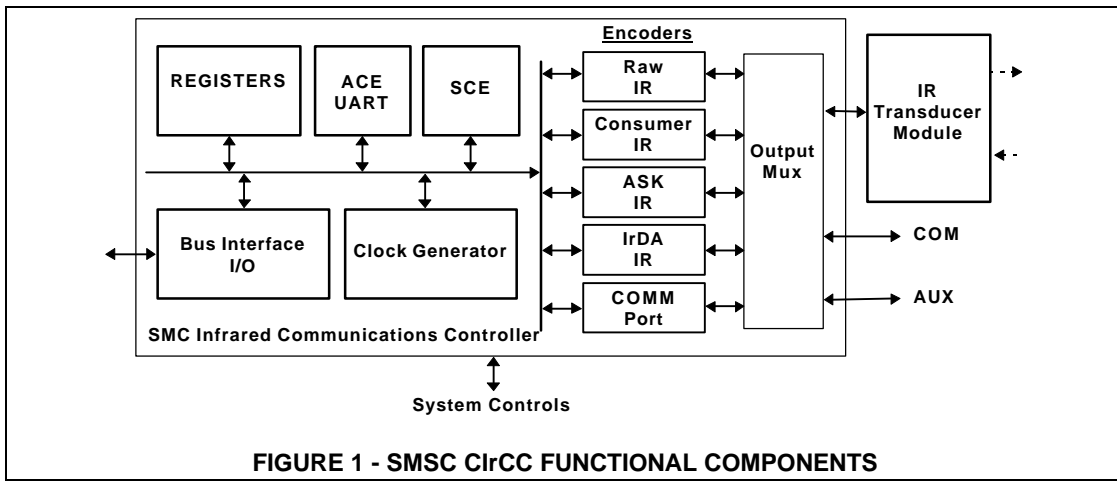 Encoders
REGISTERS
ACE
UART
SCE
Raw
IR
Consumer
IR
ASK
IR
IrDA
IR
COMM
Port
Output
Mux
IR
Transducer
Module
Bus Interface
I/O
Clock Generator
COM
AUX
SMC Infrared Communications Controller
System Controls
FIGURE 1 - SMSC CIrCC FUNCTIONAL COMPONENTS